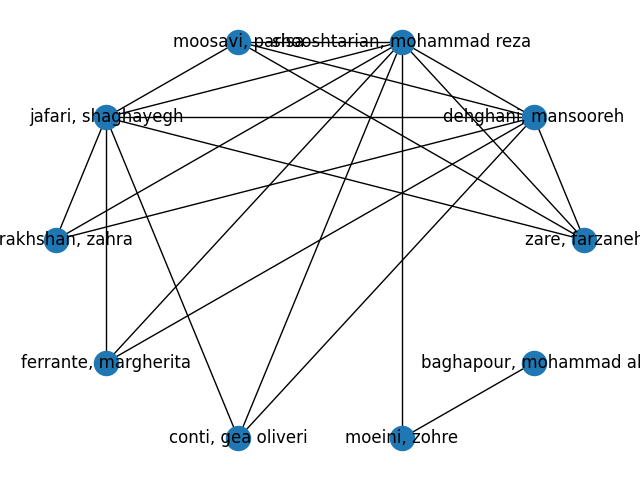 moosavi, parisa
shooshtarian, mohammad reza
jafari, shaghayegh
dehghani, mansooreh
rakhshan, zahra
zare, farzaneh
ferrante, margherita
baghapour, mohammad al
conti, gea oliveri
moeini, zohre